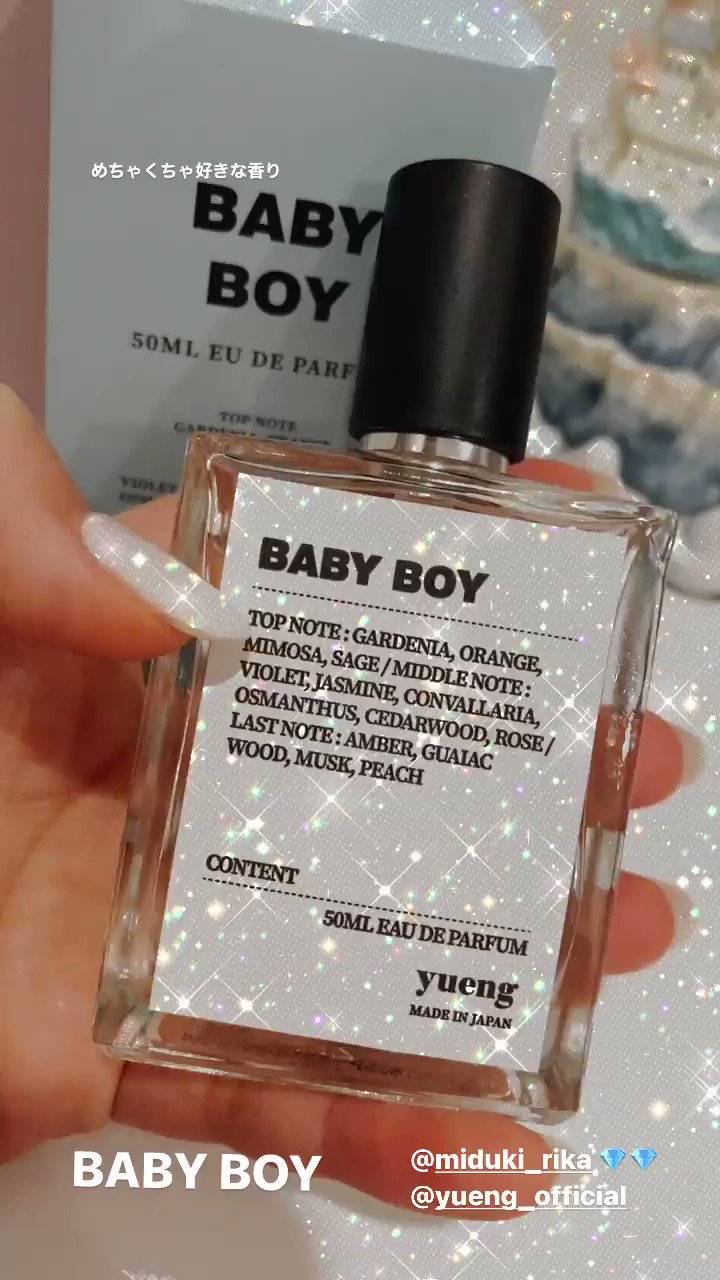 めちゃくちゃ好きな香り
BABY
BOY
50ML EU DE PARF
TOP NOTE
VIOLET
BABY BOY
TOP NOTE : GARDENIA, ORANGE,
MIMOSA, SAGE / MIDDLE NOTE :
VIOLET, JASMINE, CONVALLARIA,
OSMANTHUS, CEDARWOOD, ROSE /
LAST NOTE : AMBER, GUAIAC
WOOD, MUSK, PEACH
CONTENT
50ML EAU DE PARFUM
yueng
MADE IN JAPAN
BABY BOY
@miduki_rika 💎💎
@yueng_official